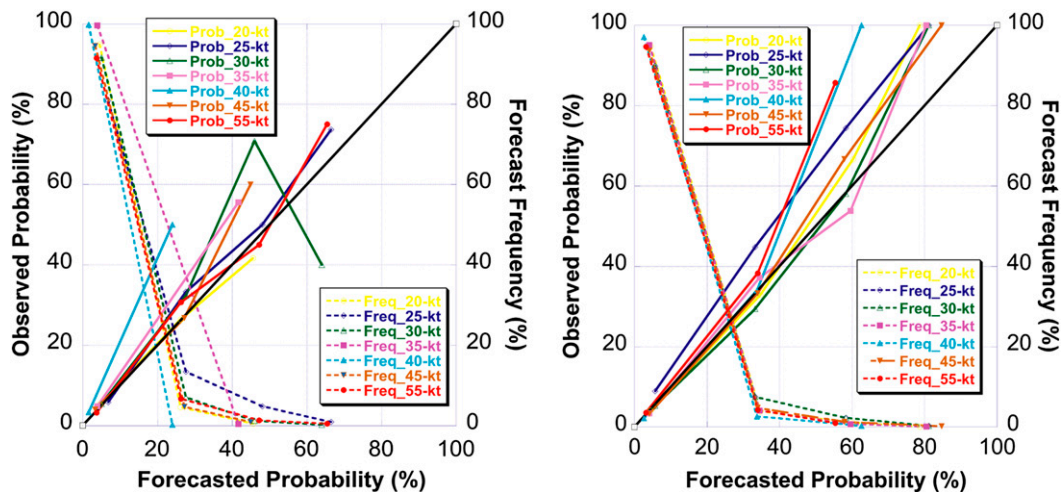 100
80
60
40
20
0
Observed Probability (%)
Prob_20-kt
Prob_25-kt
Prob_30-kt
Prob_35-kt
Prob_40-kt
Prob_45-kt
Prob_55-kt
Freq_20-kt
Freq_25-kt
Freq_30-kt
Freq_35-kt
Freq_40-kt
Freq_45-kt
Freq_55-kt
100
80
60
40
20
0
Forecast Frequency (%)
0 20 40 60 80 100
Forecasted Probability (%)
100
80
60
40
20
0
Observed Probability (%)
Prob_20-kt
Prob_25-kt
Prob_30-kt
Prob_35-kt
Prob_40-kt
Prob_45-kt
Prob_55-kt
Freq_20-kt
Freq_25-kt
Freq_30-kt
Freq_35-kt
Freq_40-kt
Freq_45-kt
Freq_55-kt
100
80
60
40
20
0
Forecast Frequency (%)
0 20 40 60 80 100
Forecasted Probability (%)